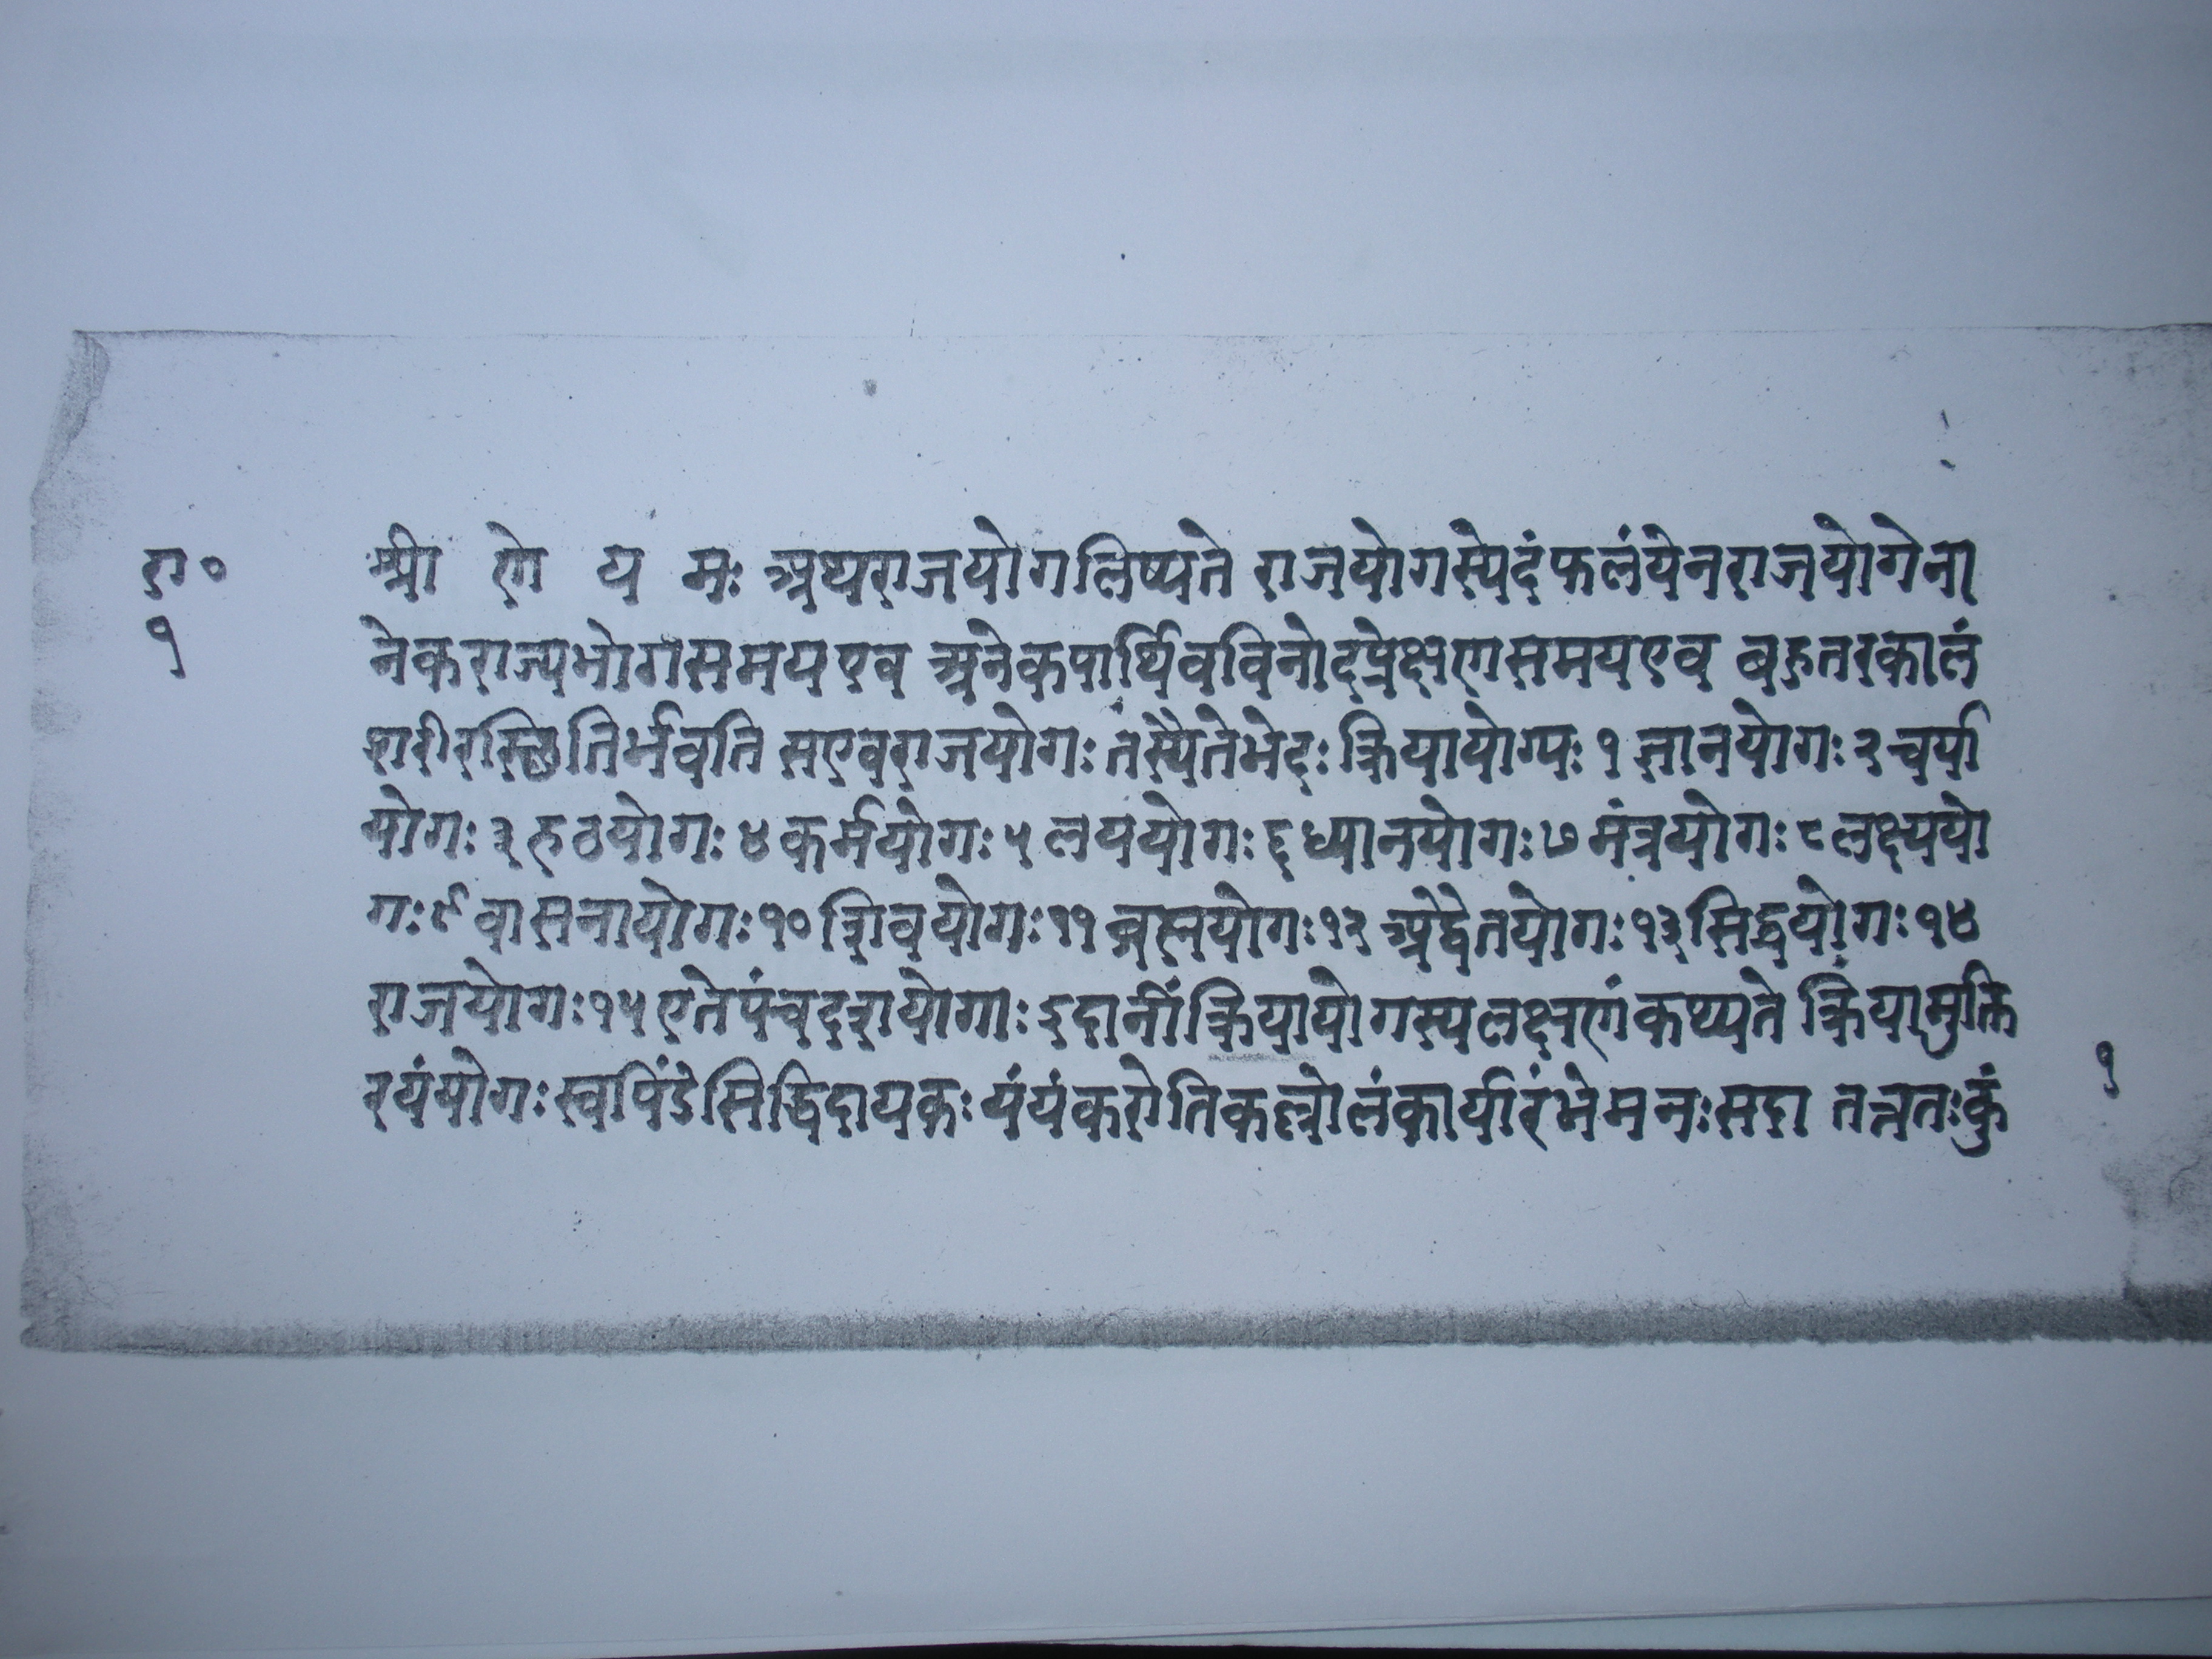 रा०
१
श्री णे य मः अथराजयोगलिष्यते राजयोगस्येदंफलंयेनराजयोगेना
नेकराज्यभोगसमयएव अनेकपार्थिवविनोदप्रेक्षणसमयएव बहुतरकालं
शरीरस्छितिर्भवति सएवराजयोगः तस्यैतेभेदः क्रियायोग्यः १ ज्ञानयोगः २ चर्या
योगः ३ हठयोगः ४ कर्मयोगः ५ लययोगः ६ ध्यानयोगः ७ मंत्रयोगः ८ लक्ष्ययो
गः ९ वासनायोगः १० शिवयोगः ११ ब्रह्मयोगः १२ अद्वैतयोगः १३ सिद्धयोगः १४
राजयोगः १५ एतेपंचदशयोगाः इदानींक्रियायोगस्यलक्षणंकथ्यते क्रियामुक्ति
रयंयोगः स्वपिंडेसिद्धिदायकः यंयंकरोतिकल्लोलंकार्यारंभेमनःसदा तत्ततःकुं
१